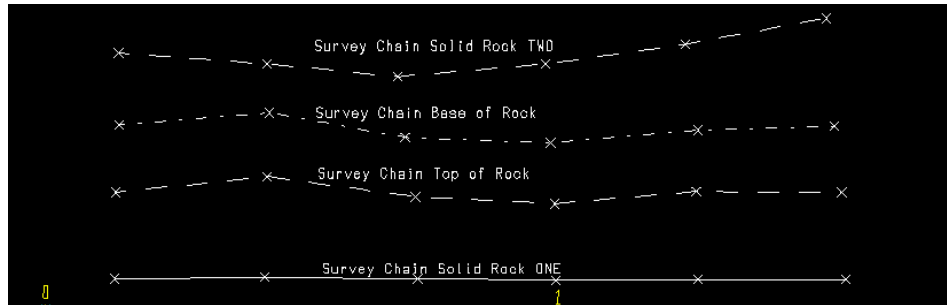 Survey Chain Solid Rock TWO
Survey Chain Base of Rock
Survey Chain Top of Rock
Survey Chain Solid Rock ONE
0 1